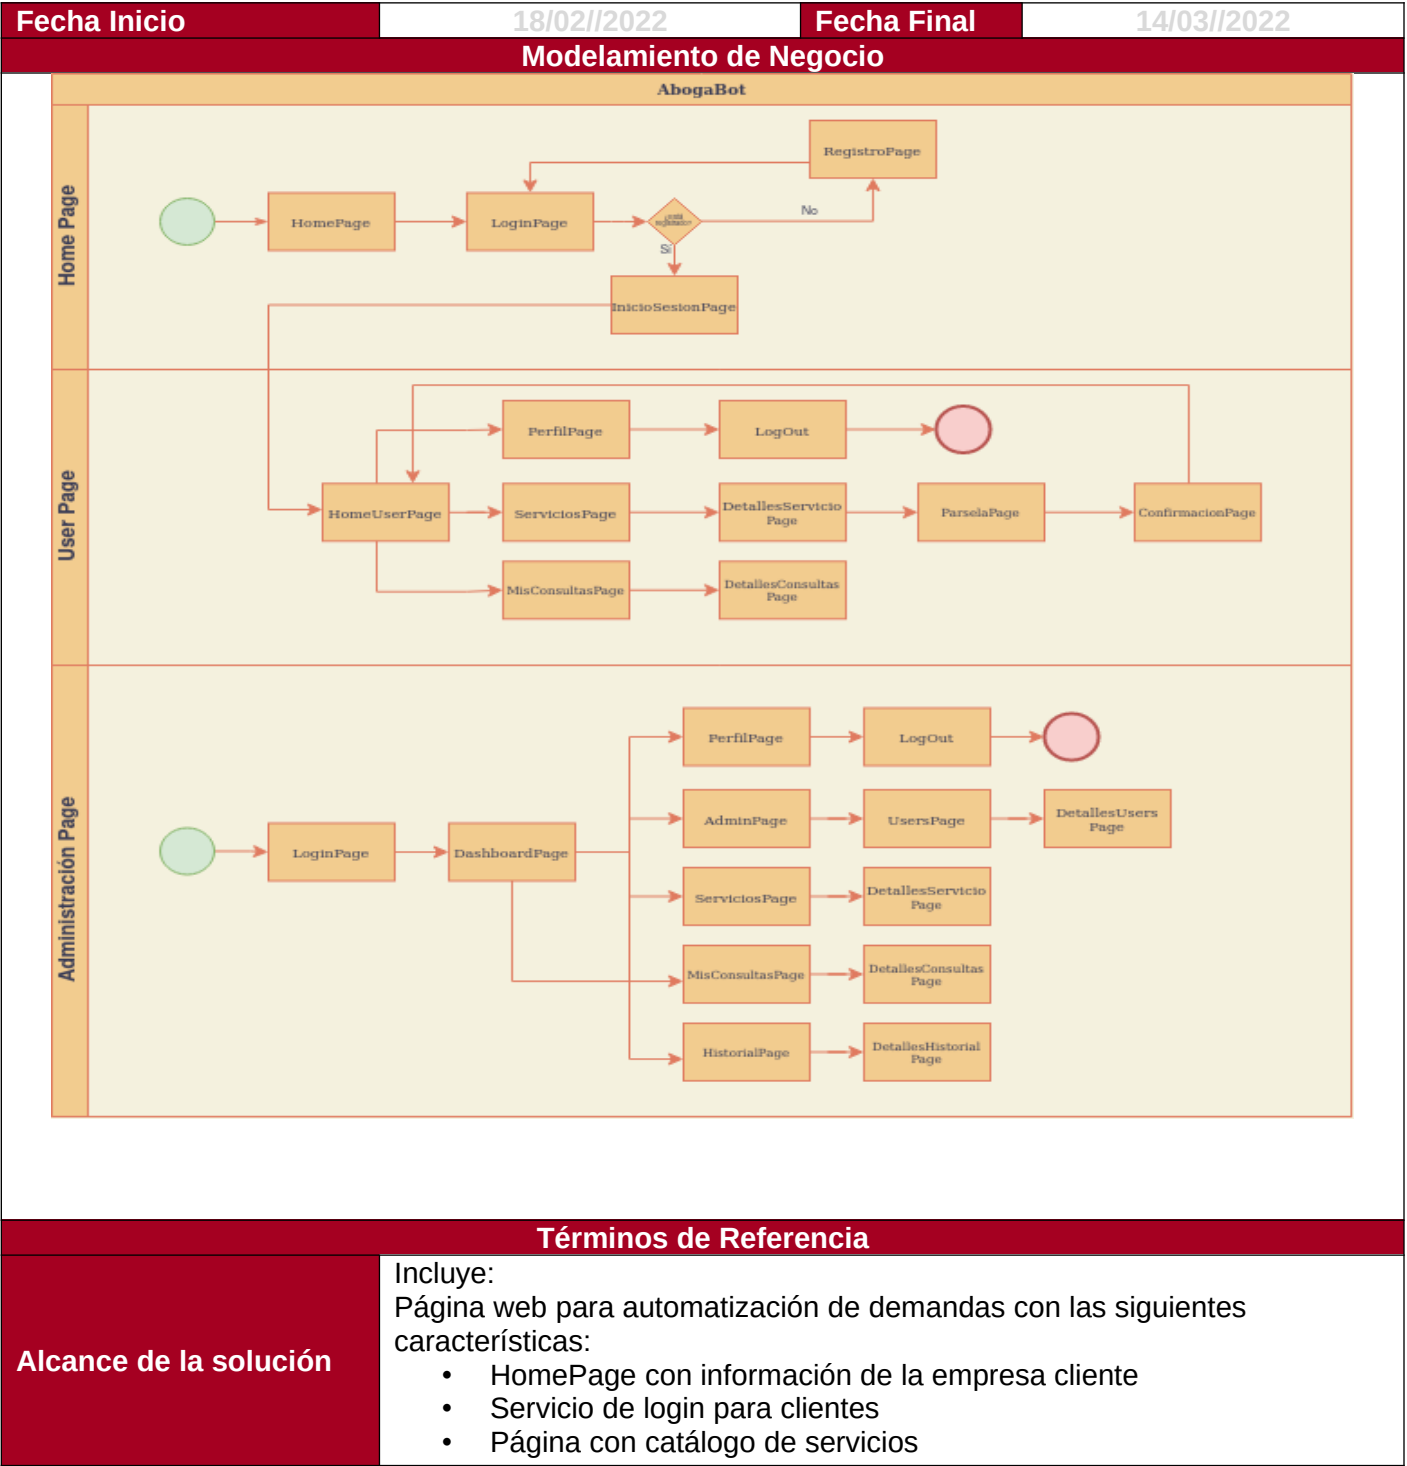 Fecha Inicio 18/02//2022 Fecha Final 14/03//2022
Modelamiento de Negocio
AbogaBot
Home Page
RegistroPage
HomePage
LoginPage
No
Sí
InicioSesionPage
User Page
PerfilPage
LogOut
HomeUserPage
ServiciosPage
DetallesServicio
Page
ParselaPage
ConfirmacionPage
MisConsultasPage
DetallesConsultas
Page
Administración Page
PerfilPage
LogOut
AdminPage
UsersPage
DetallesUsers
Page
LoginPage
DashboardPage
ServiciosPage
DetallesServicio
Page
MisConsultasPage
DetallesConsultas
Page
HistorialPage
DetallesHistorial
Page
Términos de Referencia
Alcance de la solución
Incluye:
Página web para automatización de demandas con las siguientes
características:
• HomePage con información de la empresa cliente
• Servicio de login para clientes
• Página con catálogo de servicios